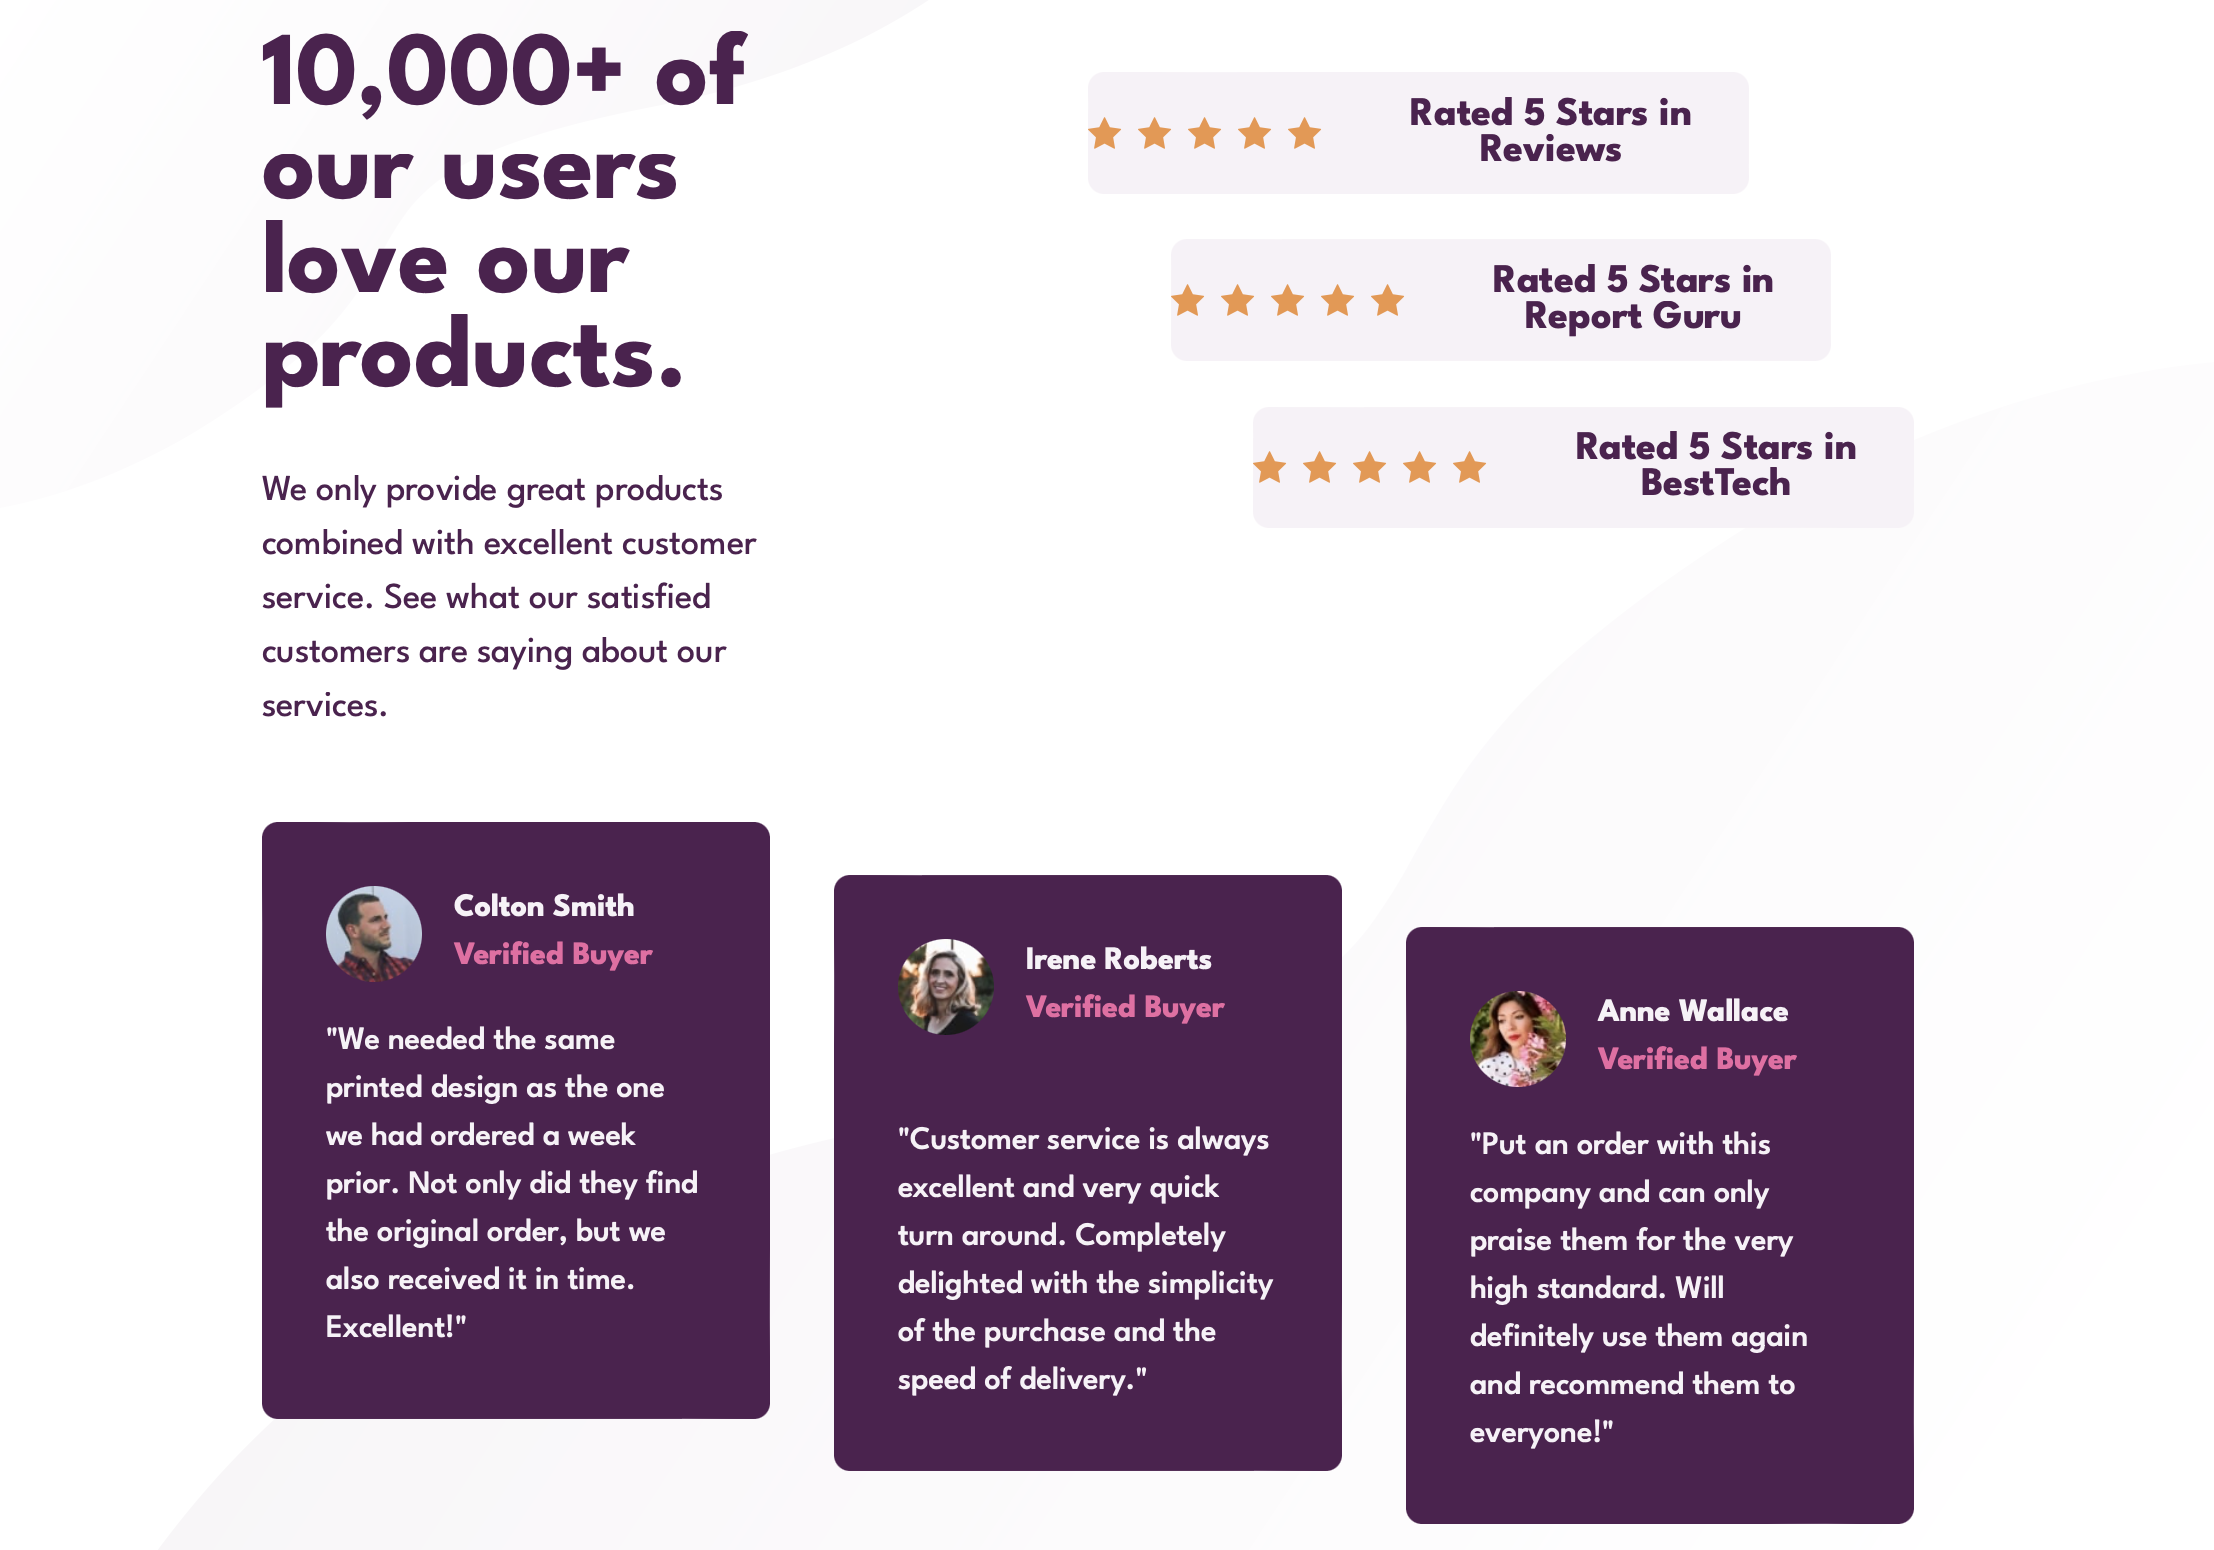 10,000+ of
our users
love our
products.
We only provide great products
combined with excellent customer
service. See what our satisfied
customers are saying about our
services.
Rated 5 Stars in
Reviews
Rated 5 Stars in
Report Guru
Rated 5 Stars in
BestTech
Colton Smith
Verified Buyer
"We needed the same
printed design as the one
we had ordered a week
prior. Not only did they find
the original order, but we
also received it in time.
Excellent!"
Irene Roberts
Verified Buyer
"Customer service is always
excellent and very quick
turn around. Completely
delighted with the simplicity
of the purchase and the
speed of delivery."
Anne Wallace
Verified Buyer
"Put an order with this
company and can only
praise them for the very
high standard. Will
definitely use them again
and recommend them to
everyone!"